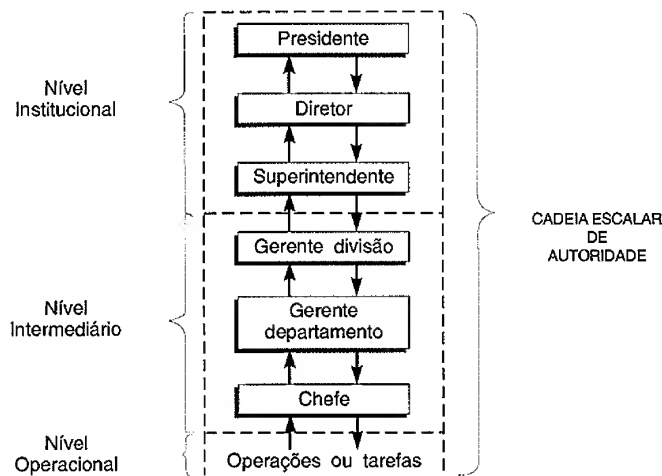 Presidente
Nível
Institucional
Diretor
Superintendente
Gerente divisão
CADEIA ESCALAR
DE
AUTORIDADE
Nível
Intermediário
Gerente
departamento
Chefe
Nível
Operacional
Operações ou tarefas